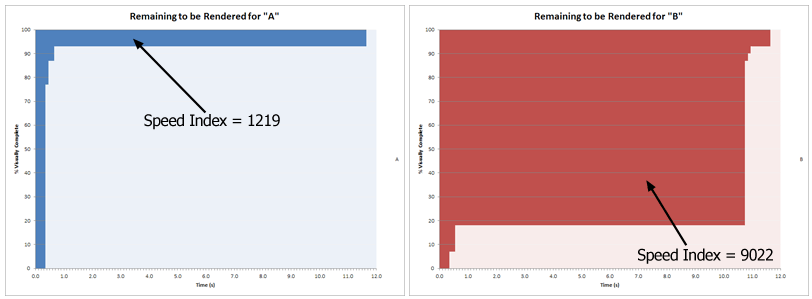 Remaining to be Rendered for "A"
% Visually Complete
100
90
80
70
60
50
40
30
20
10
0
Speed Index = 1219
A
0.0 1.0 2.0 3.0 4.0 5.0 6.0 7.0 8.0 9.0 10.0 11.0 12.0
Time (s)
Remaining to be Rendered for "B"
% Visually Complete
100
90
80
70
60
50
40
30
20
10
0
Speed Index = 9022
B
0.0 1.0 2.0 3.0 4.0 5.0 6.0 7.0 8.0 9.0 10.0 11.0 12.0
Time (s)